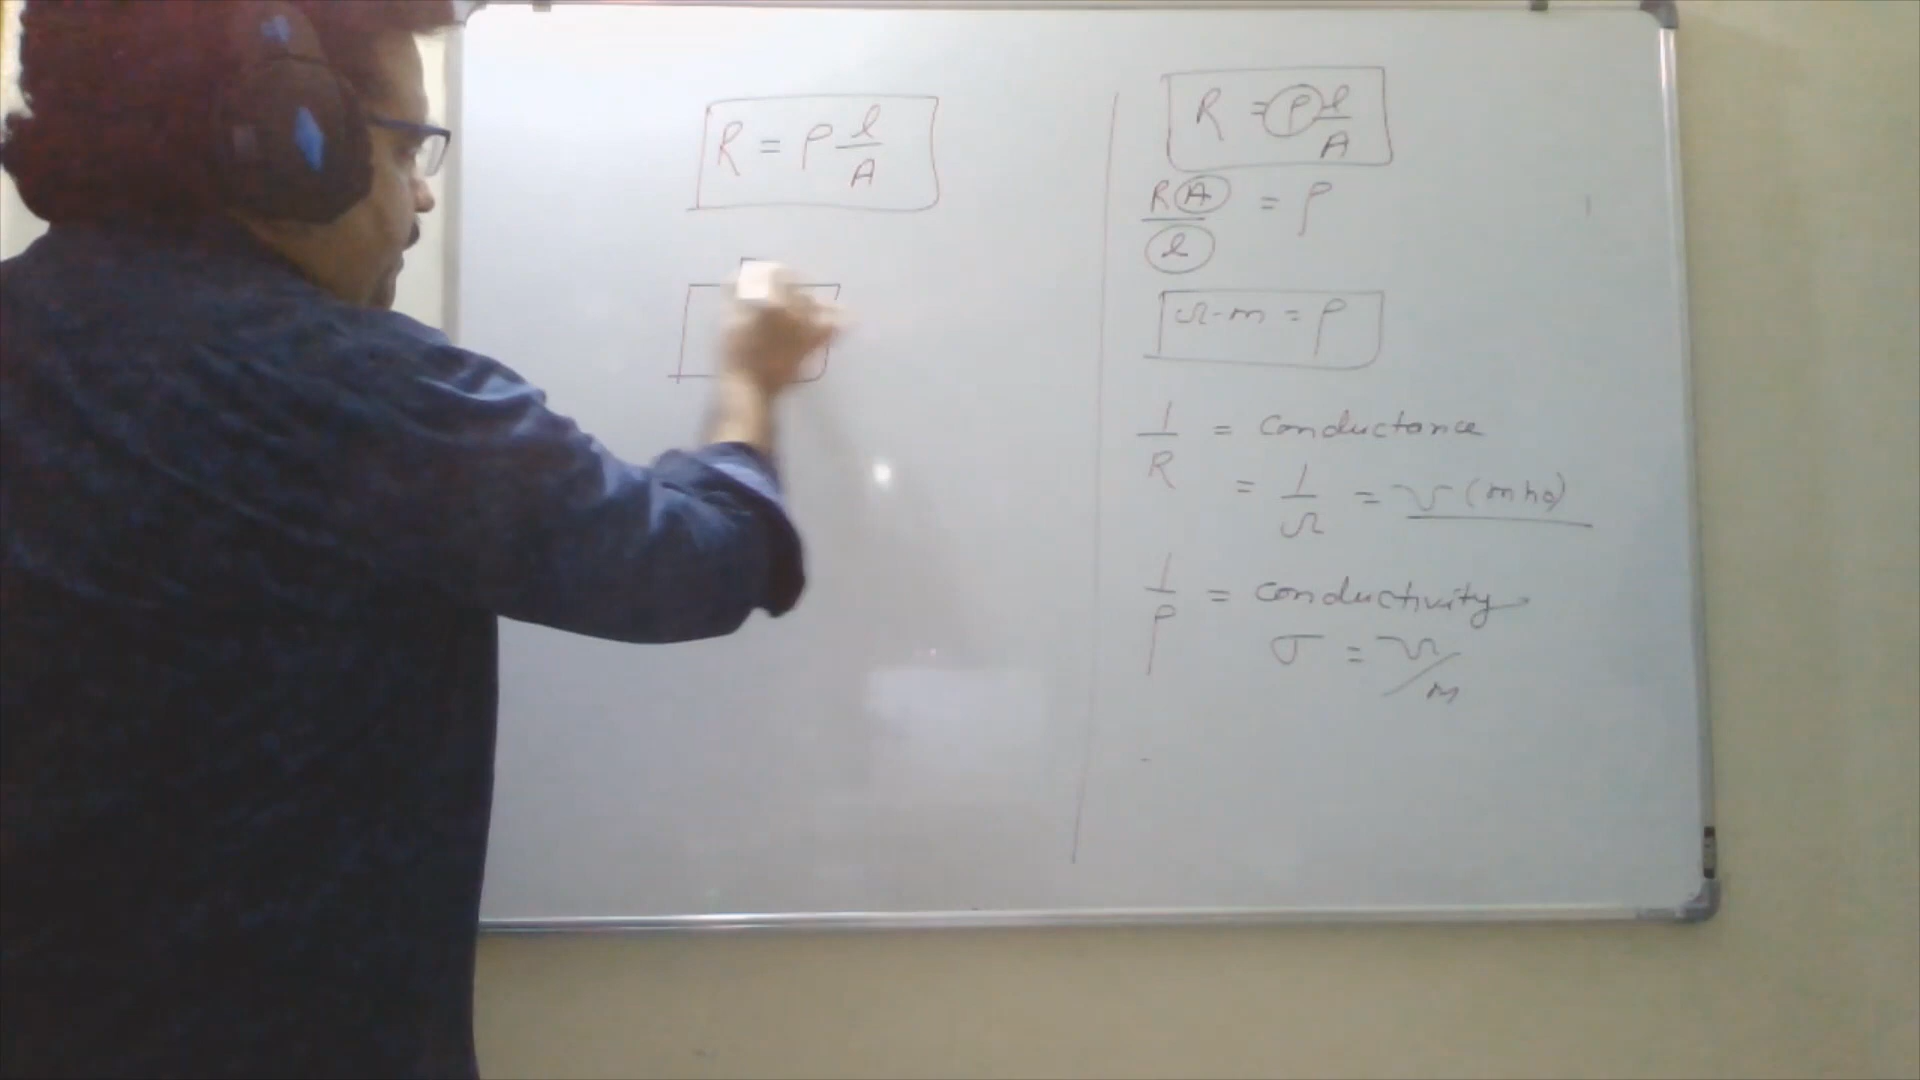 R = ρ l/A
R = ρ l/A
RA/l = ρ
Ω-m = ρ
1/R = conductance
= 1/Ω = ℧ (mho)
1/ρ = conductivity
σ = ℧/m